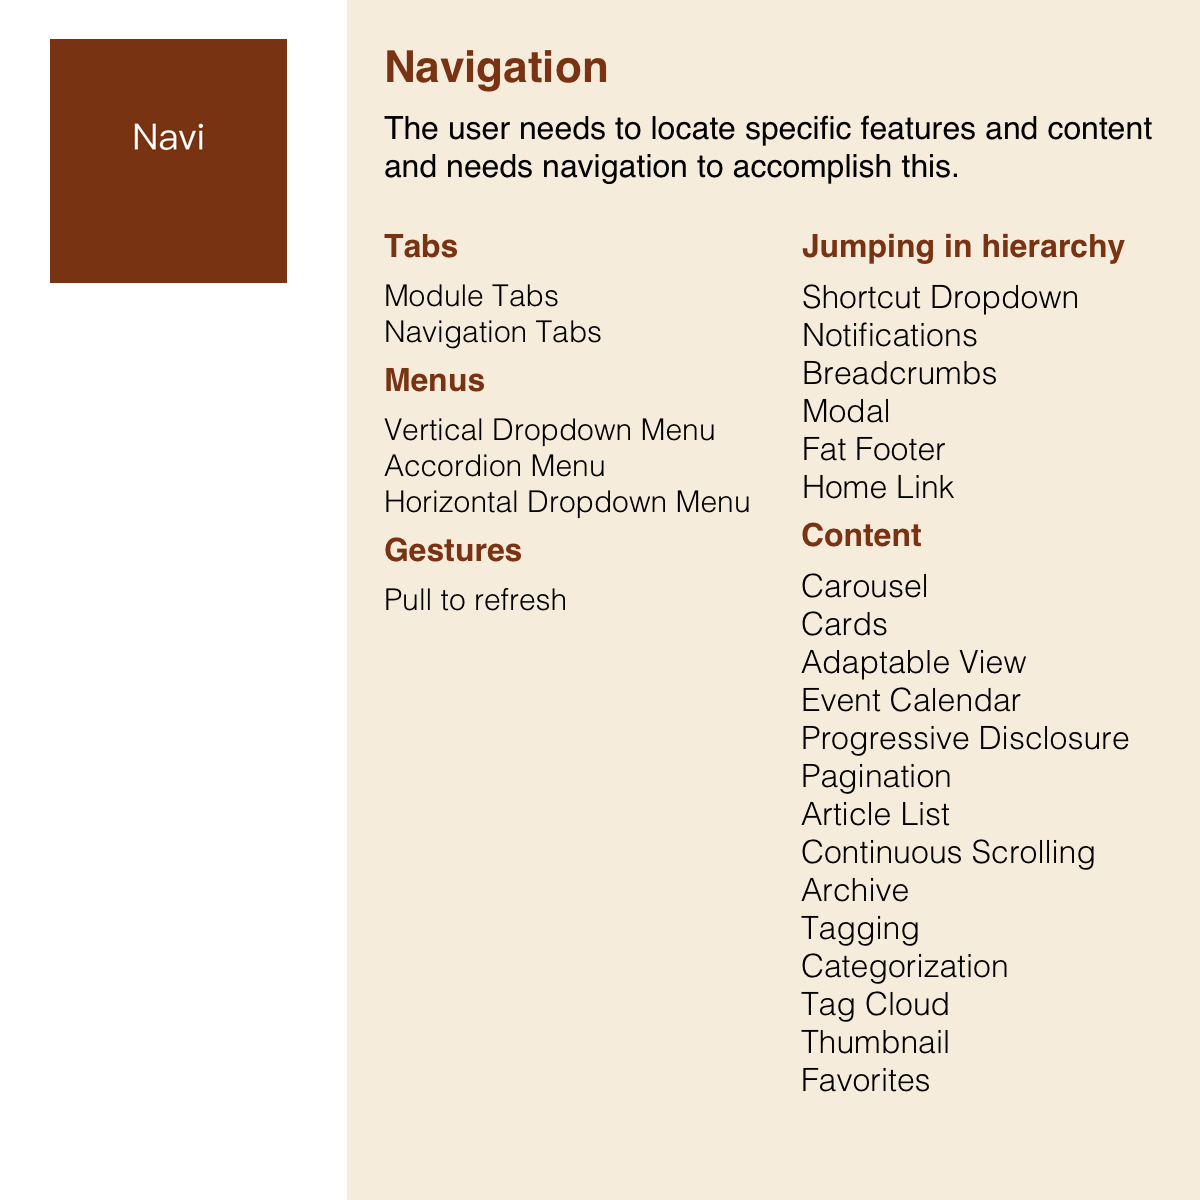 Navi
Navigation
The user needs to locate specific features and content
and needs navigation to accomplish this.
Tabs
Module Tabs
Navigation Tabs
Menus
Vertical Dropdown Menu
Accordion Menu
Horizontal Dropdown Menu
Gestures
Pull to refresh
Jumping in hierarchy
Shortcut Dropdown
Notifications
Breadcrumbs
Modal
Fat Footer
Home Link
Content
Carousel
Cards
Adaptable View
Event Calendar
Progressive Disclosure
Pagination
Article List
Continuous Scrolling
Archive
Tagging
Categorization
Tag Cloud
Thumbnail
Favorites